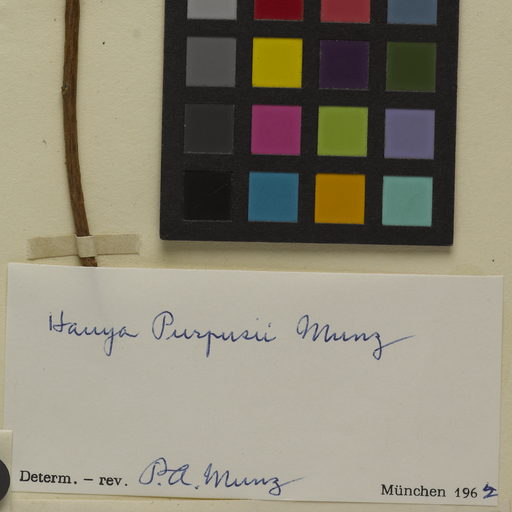 Hauya Purpusii Munz
Determ. – rev. P.A. Munz
München 1962